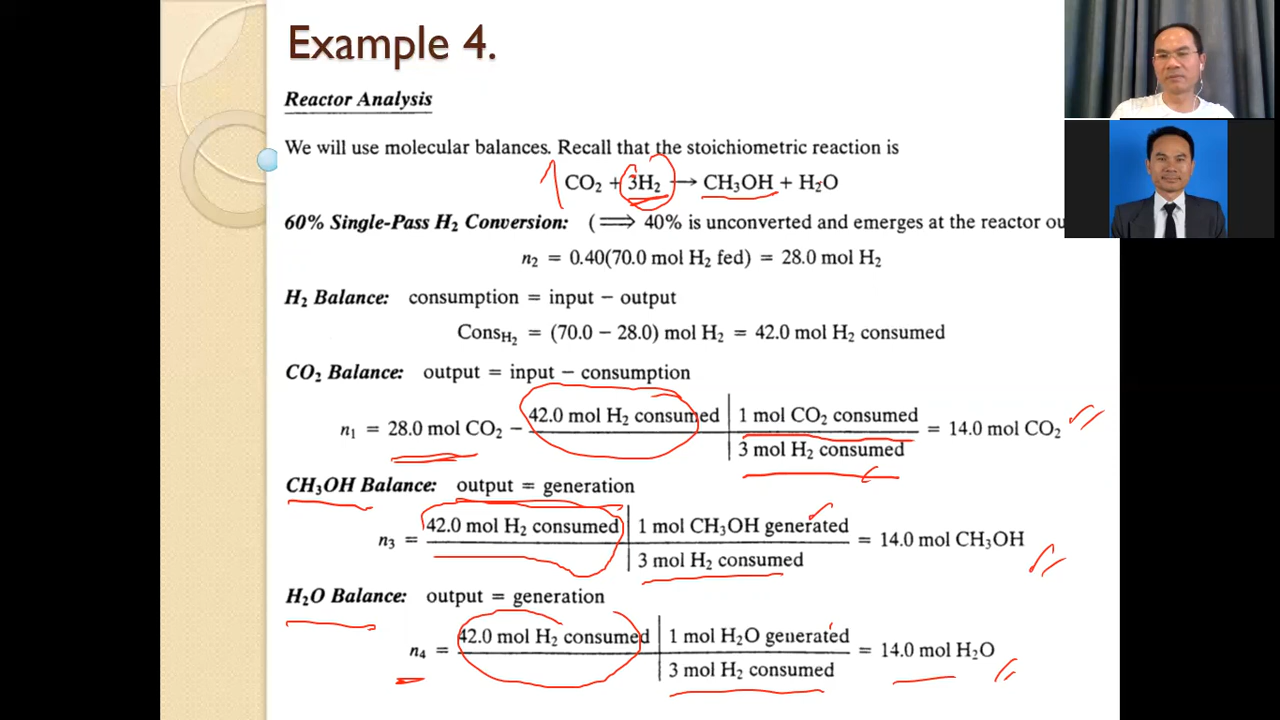 Example 4.
Reactor Analysis
We will use molecular balances. Recall that the stoichiometric reaction is
CO₂ + 3H₂ → CH₃OH + H₂O
60% Single-Pass H₂ Conversion: (⟹ 40% is unconverted and emerges at the reactor
n₂ = 0.40(70.0 mol H₂ fed) = 28.0 mol H₂
H₂ Balance: consumption = input − output
Cons_H₂ = (70.0 − 28.0) mol H₂ = 42.0 mol H₂ consumed
CO₂ Balance: output = input − consumption
42.0 mol H₂ consumed | 1 mol CO₂ consumed
n₁ = 28.0 mol CO₂ − = 14.0 mol CO₂
3 mol H₂ consumed
CH₃OH Balance: output = generation
42.0 mol H₂ consumed | 1 mol CH₃OH generated
n₃ = = 14.0 mol CH₃OH
3 mol H₂ consumed
H₂O Balance: output = generation
42.0 mol H₂ consumed | 1 mol H₂O generated
n₄ = = 14.0 mol H₂O
3 mol H₂ consumed